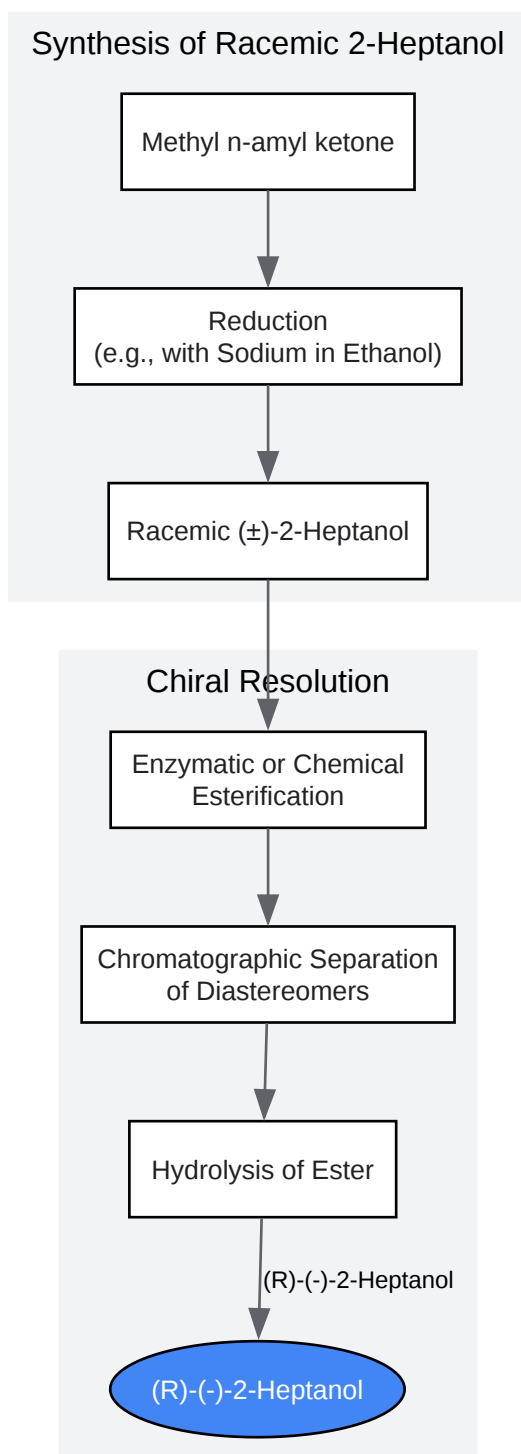 Synthesis of Racemic 2-Heptanol
Methyl n-amyl ketone
Reduction
(e.g., with Sodium in Ethanol)
Racemic (±)-2-Heptanol
Chiral Resolution
Enzymatic or Chemical
Esterification
Chromatographic Separation
of Diastereomers
Hydrolysis of Ester
(R)-(-)-2-Heptanol
(R)-(-)-2-Heptanol